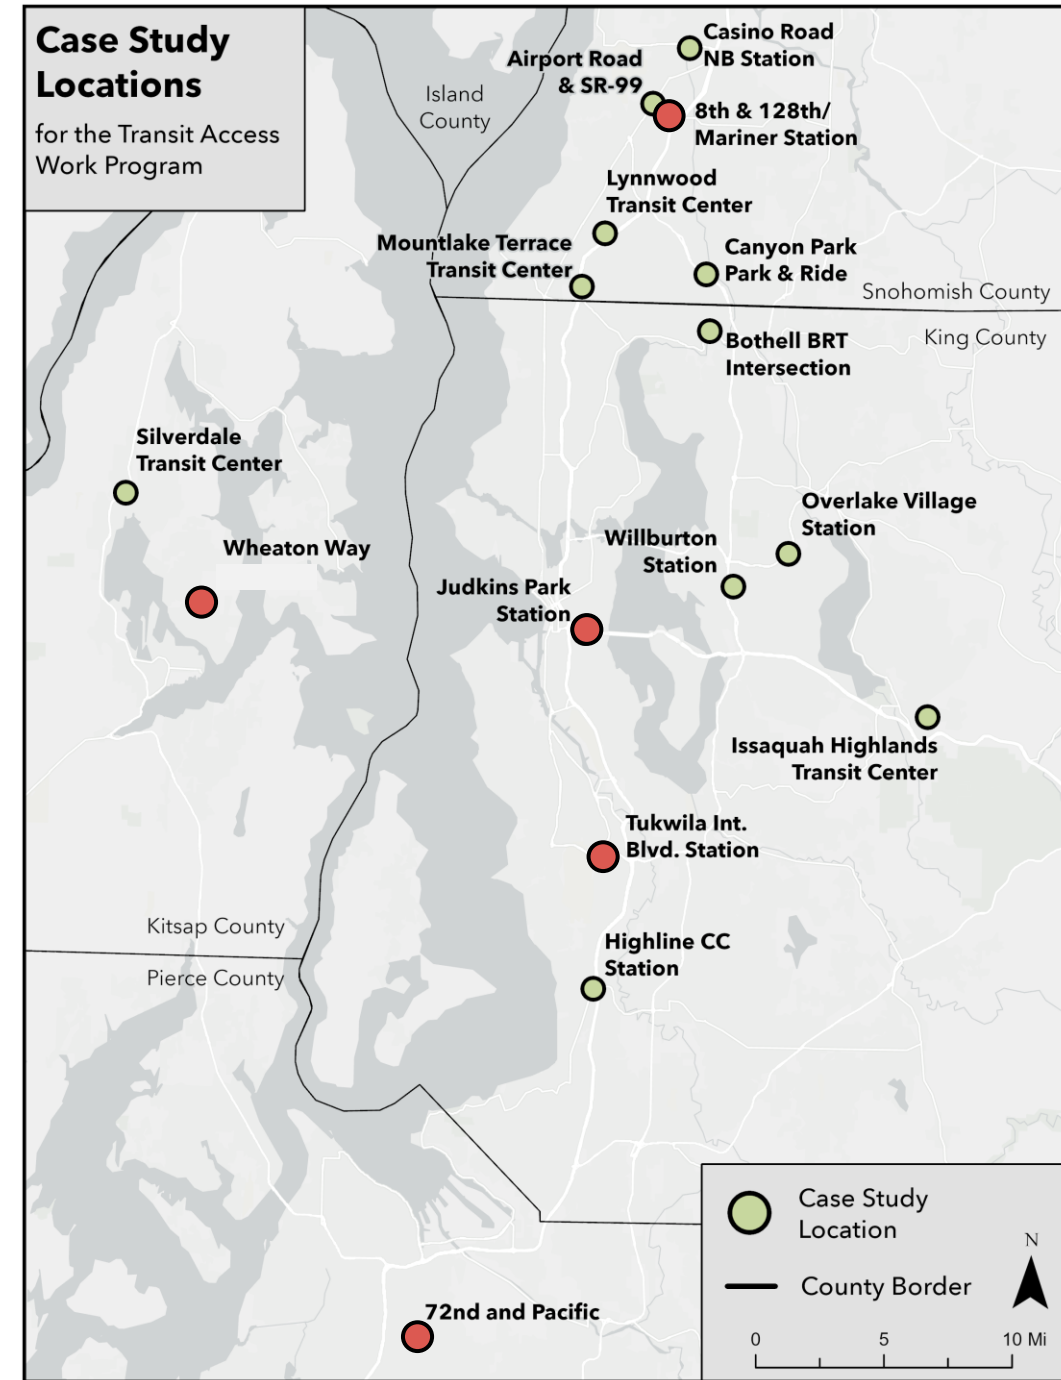 Case Study
Locations
for the Transit Access
Work Program
Island
County
Casino Road
NB Station
Airport Road
& SR-99
8th & 128th/
Mariner Station
Lynnwood
Transit Center
Mountlake Terrace
Transit Center
Canyon Park
Park & Ride
Snohomish County
King County
Bothell BRT
Intersection
Silverdale
Transit Center
Overlake Village
Station
Wheaton Way
Willburton
Station
Judkins Park
Station
Issaquah Highlands
Transit Center
Tukwila Int.
Blvd. Station
Kitsap County
Pierce County
Highline CC
Station
72nd and Pacific
Case Study
Location
County Border
N
0 5 10 Mi